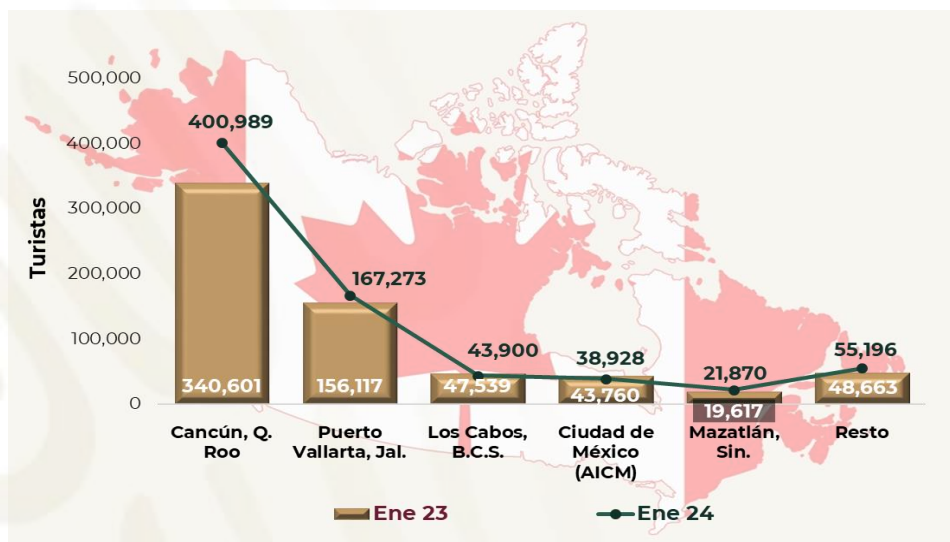 Turistas
500,000
400,000
300,000
200,000
100,000
0
400,989
167,273
43,900
38,928
21,870
55,196
340,601
156,117
47,539
43,760
19,617
48,663
Cancún, Q.
Roo
Puerto
Vallarta, Jal.
Los Cabos,
B.C.S.
Ciudad de
México
(AICM)
Mazatlán,
Sin.
Resto
Ene 23
Ene 24